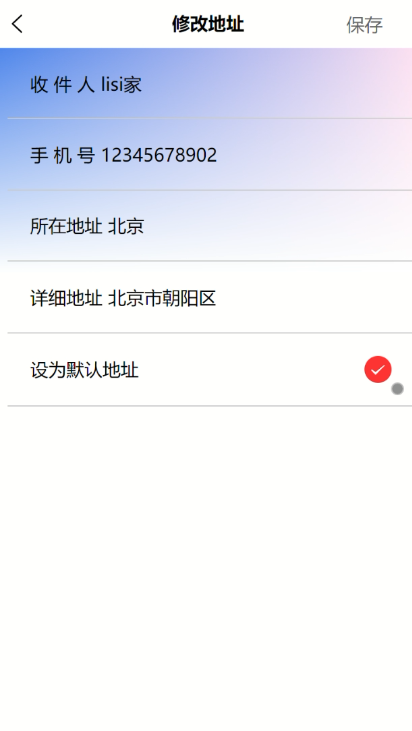 修改地址 保存
收 件 人 lisi家
手 机 号 12345678902
所在地址 北京
详细地址 北京市朝阳区
设为默认地址